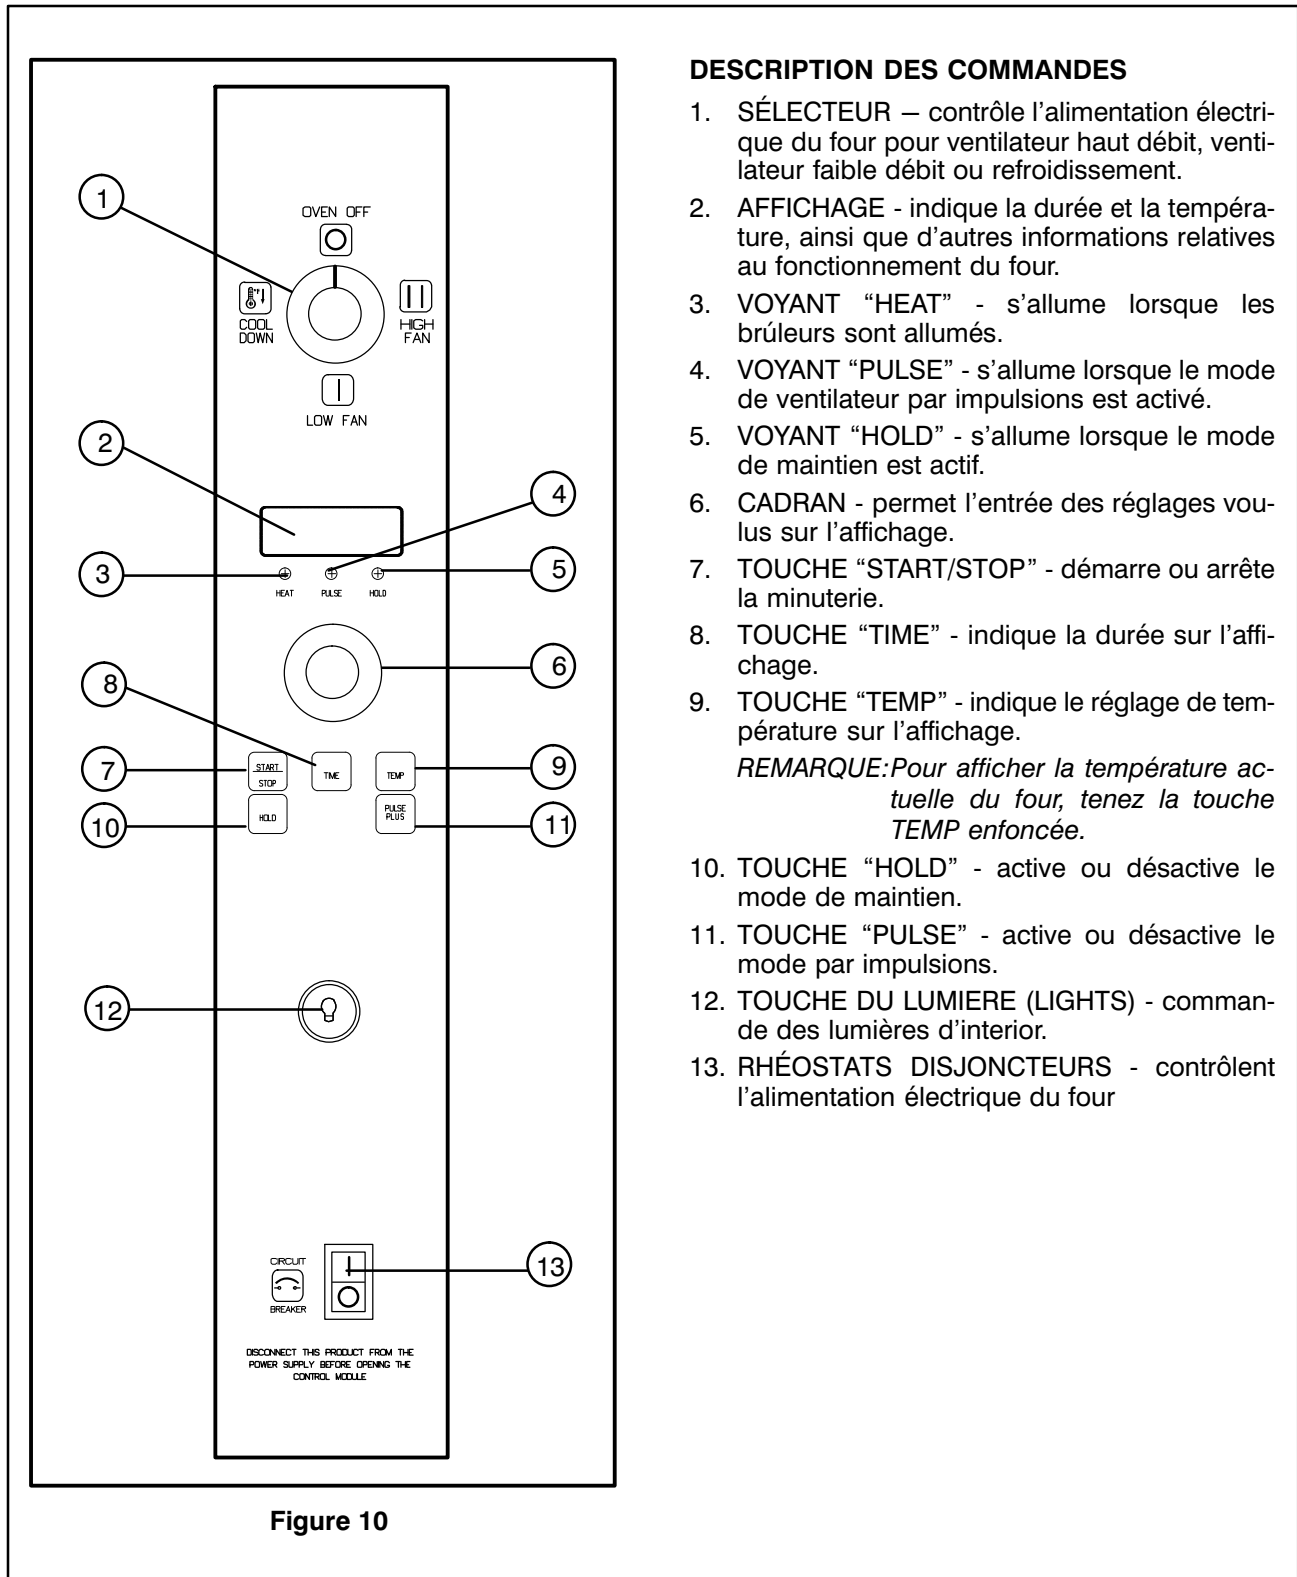 1
OVEN OFF
COOL
DOWN
HIGH
FAN
LOW FAN
2
4
3
5
HEAT
PULSE
HOLD
6
8
7
START
STOP
TIME
TEMP
9
10
HOLD
PULSE
PLUS
11
12
CIRCUIT
BREAKER
13
DISCONNECT THIS PRODUCT FROM THE
POWER SUPPLY BEFORE OPENING THE
CONTROL MODULE
Figure 10
DESCRIPTION DES COMMANDES
1. SÉLECTEUR – contrôle l’alimentation électri-
que du four pour ventilateur haut débit, venti-
lateur faible débit ou refroidissement.
2. AFFICHAGE - indique la durée et la tempéra-
ture, ainsi que d’autres informations relatives
au fonctionnement du four.
3. VOYANT “HEAT” - s’allume lorsque les
brúleurs sont allumés.
4. VOYANT “PULSE” - s’allume lorsque le mode
de ventilateur par impulsions est activé.
5. VOYANT “HOLD” - s’allume lorsque le mode
de maintien est actif.
6. CADRAN - permet l’entrée des réglages vou-
lus sur l’affichage.
7. TOUCHE “START/STOP” - démarre ou arrête
la minuterie.
8. TOUCHE “TIME” - indique la durée sur l’affi-
chage.
9. TOUCHE “TEMP” - indique le réglage de tem-
pérature sur l’affichage.
REMARQUE:Pour afficher la température ac-
tuelle du four, tenez la touche
TEMP enfoncée.
10. TOUCHE “HOLD” - active ou désactive le
mode de maintien.
11. TOUCHE “PULSE” - active ou désactive le
mode par impulsions.
12. TOUCHE DU LUMIERE (LIGHTS) - comman-
de des lumières d’interior.
13. RHÉOSTATS DISJONCTEURS - contrôlent
l’alimentation électrique du four